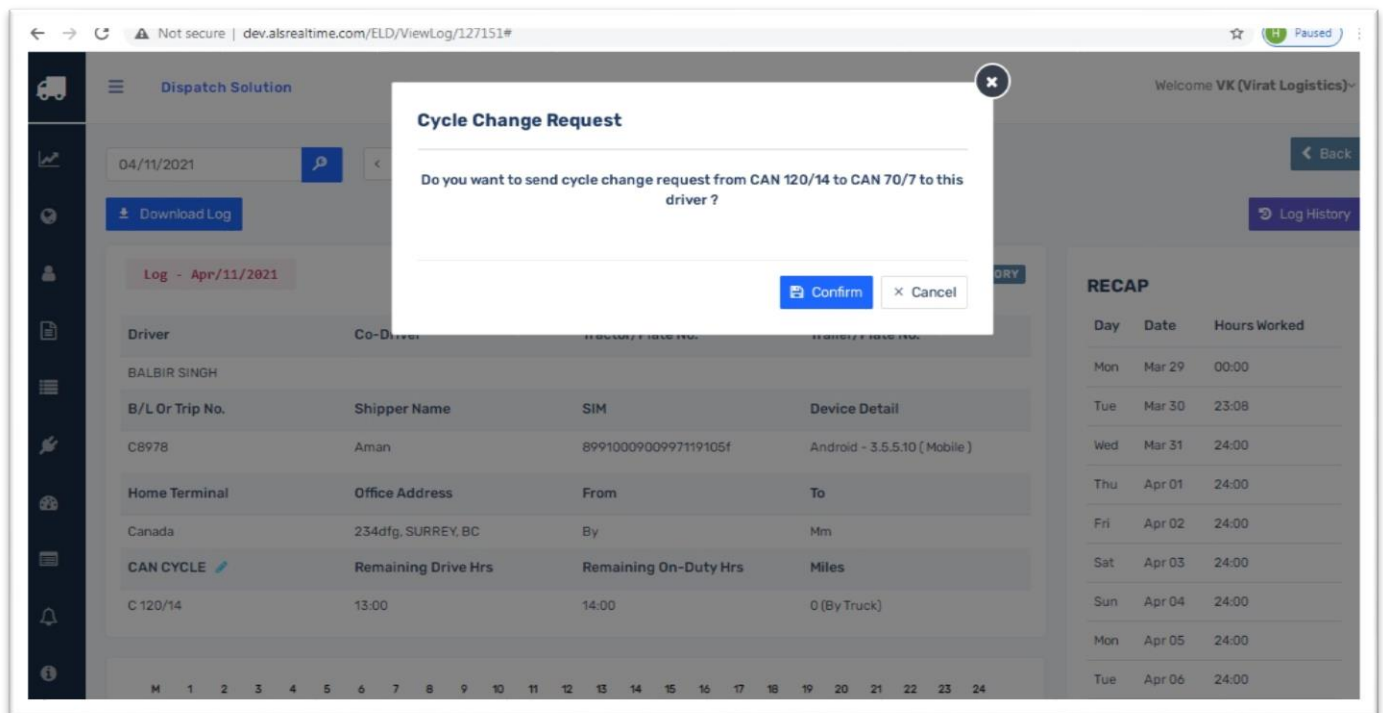 Not secure | dev.alsrealtime.com/ELD/ViewLog/127151#
H Paused
Dispatch Solution
Welcome VK (Virat Logistics)
Cycle Change Request
Do you want to send cycle change request from CAN 120/14 to CAN 70/7 to this
driver ?
Confirm × Cancel
04/11/2021
Back
Download Log
Log History
Log - Apr/11/2021
ORY
Driver Co-Driver Tractor/Plate No. Trailer/Plate No.
BALBIR SINGH
B/L Or Trip No. Shipper Name SIM Device Detail
C8978 Aman 8991000900997119105f Android - 3.5.5.10 ( Mobile )
Home Terminal Office Address From To
Canada 234dfg, SURREY, BC By Mm
CAN CYCLE Remaining Drive Hrs Remaining On-Duty Hrs Miles
C 120/14 13:00 14:00 0 (By Truck)
M 1 2 3 4 5 6 7 8 9 10 11 12 13 14 15 16 17 18 19 20 21 22 23 24
RECAP
Day Date Hours Worked
Mon Mar 29 00:00
Tue Mar 30 23:08
Wed Mar 31 24:00
Thu Apr 01 24:00
Fri Apr 02 24:00
Sat Apr 03 24:00
Sun Apr 04 24:00
Mon Apr 05 24:00
Tue Apr 06 24:00